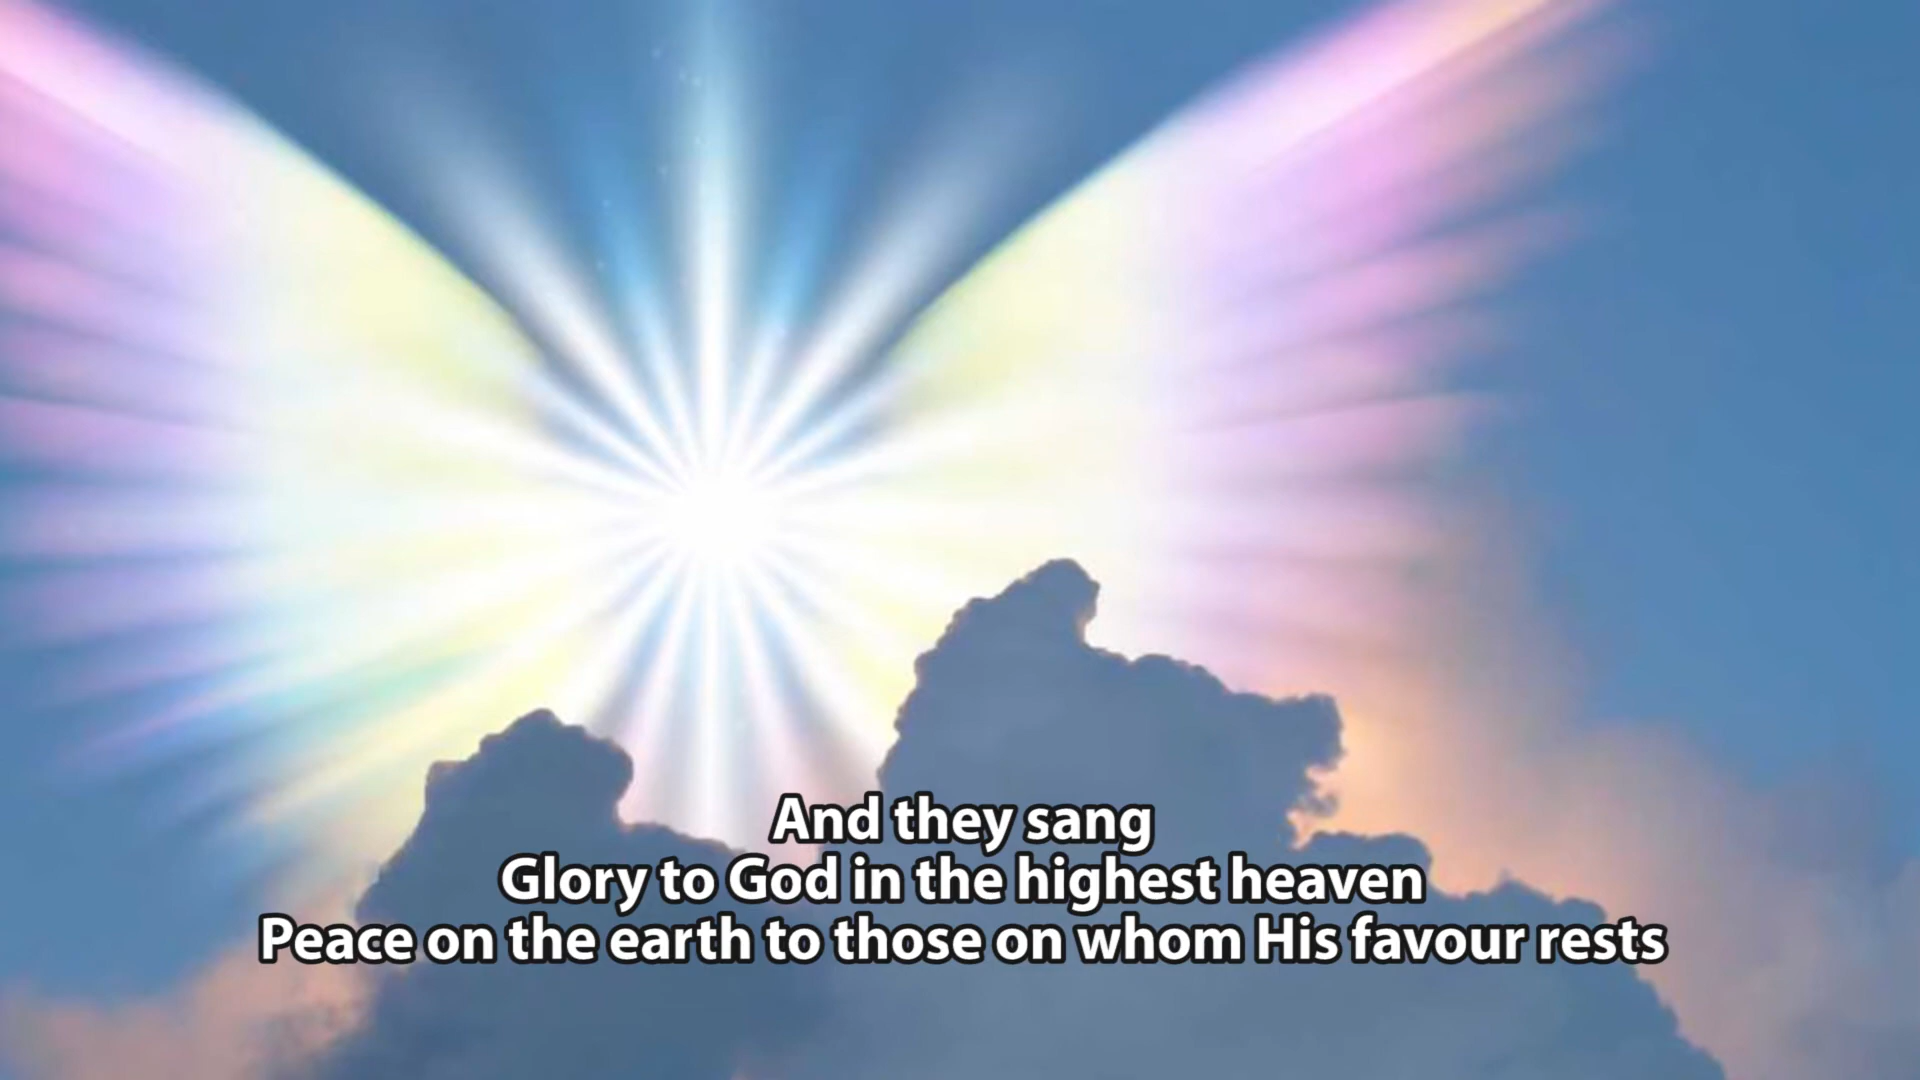 And they sang
Glory to God in the highest heaven
Peace on the earth to those on whom His favour rests